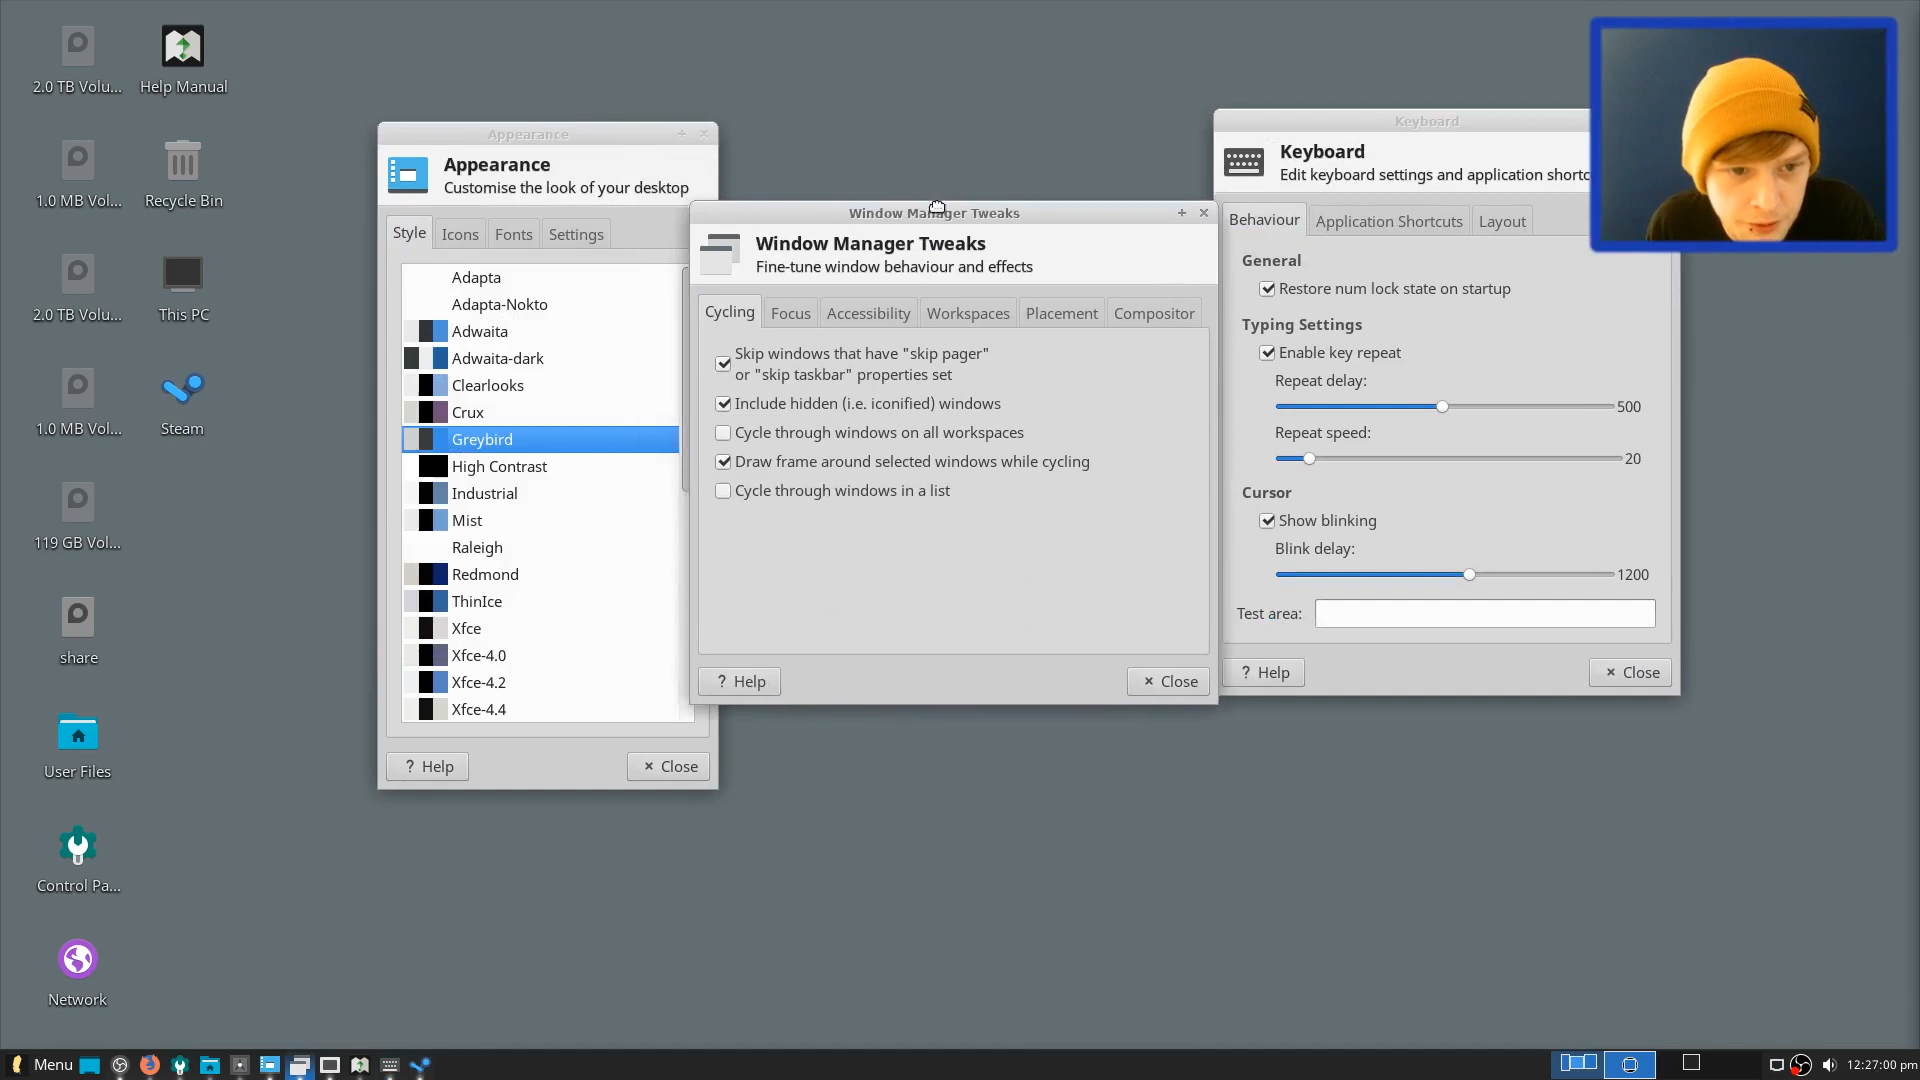 2.0 TB Volu...
Help Manual
1.0 MB Vol...
Recycle Bin
2.0 TB Volu...
This PC
1.0 MB Vol...
Steam
119 GB Vol...
share
User Files
Control Pa...
Network
Appearance
Appearance
Customise the look of your desktop
Style
Icons
Fonts
Settings
Adapta
Adapta-Nokto
Adwaita
Adwaita-dark
Clearlooks
Crux
Greybird
High Contrast
Industrial
Mist
Raleigh
Redmond
ThinIce
Xfce
Xfce-4.0
Xfce-4.2
Xfce-4.4
? Help
× Close
Window Manager Tweaks
Window Manager Tweaks
Fine-tune window behaviour and effects
Cycling
Focus
Accessibility
Workspaces
Placement
Compositor
Skip windows that have "skip pager"
or "skip taskbar" properties set
Include hidden (i.e. iconified) windows
Cycle through windows on all workspaces
Draw frame around selected windows while cycling
Cycle through windows in a list
? Help
× Close
Keyboard
Keyboard
Edit keyboard settings and application shortc
Behaviour
Application Shortcuts
Layout
General
Restore num lock state on startup
Typing Settings
Enable key repeat
Repeat delay:
500
Repeat speed:
20
Cursor
Show blinking
Blink delay:
1200
Test area:
? Help
× Close
Menu
12:27:00 pm